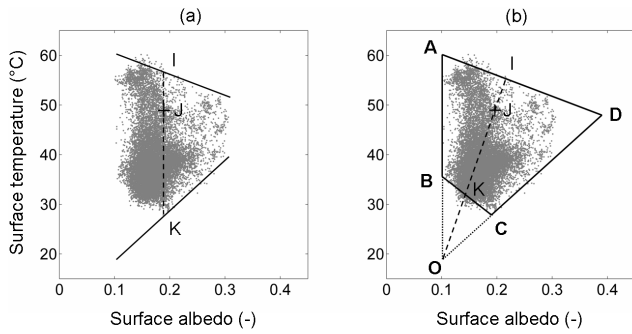 (a)
Surface temperature (°C)
60
50
40
30
20
I
J
K
0
0.1
0.2
0.3
0.4
Surface albedo (-)
(b)
60
50
40
30
20
A
I
J
D
B
K
C
O
0
0.1
0.2
0.3
0.4
Surface albedo (-)